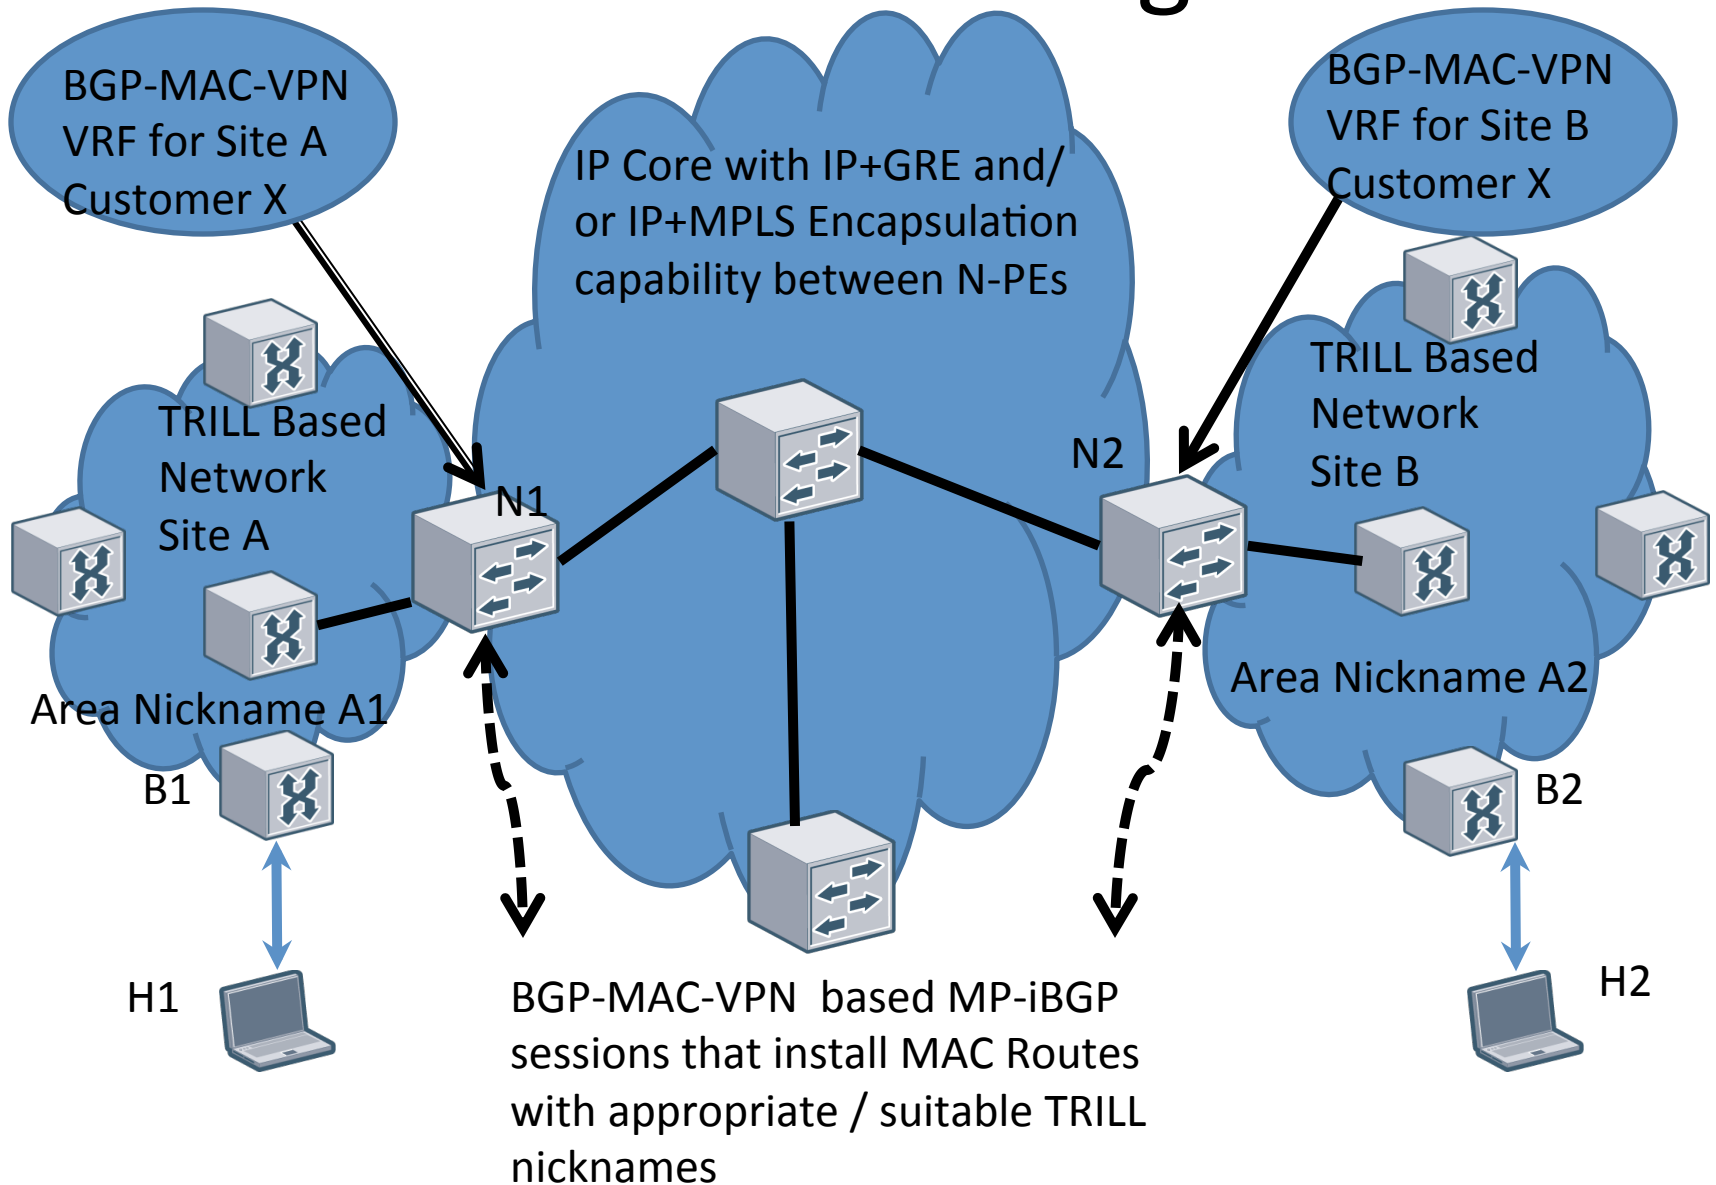 BGP-MAC-VPN
VRF for Site A
Customer X
IP Core with IP+GRE and/
or IP+MPLS Encapsulation
capability between N-PEs
BGP-MAC-VPN
VRF for Site B
Customer X
TRILL Based
Network
Site A
N1
N2
TRILL Based
Network
Site B
Area Nickname A1
Area Nickname A2
B1
B2
H1
H2
BGP-MAC-VPN based MP-iBGP
sessions that install MAC Routes
with appropriate / suitable TRILL
nicknames